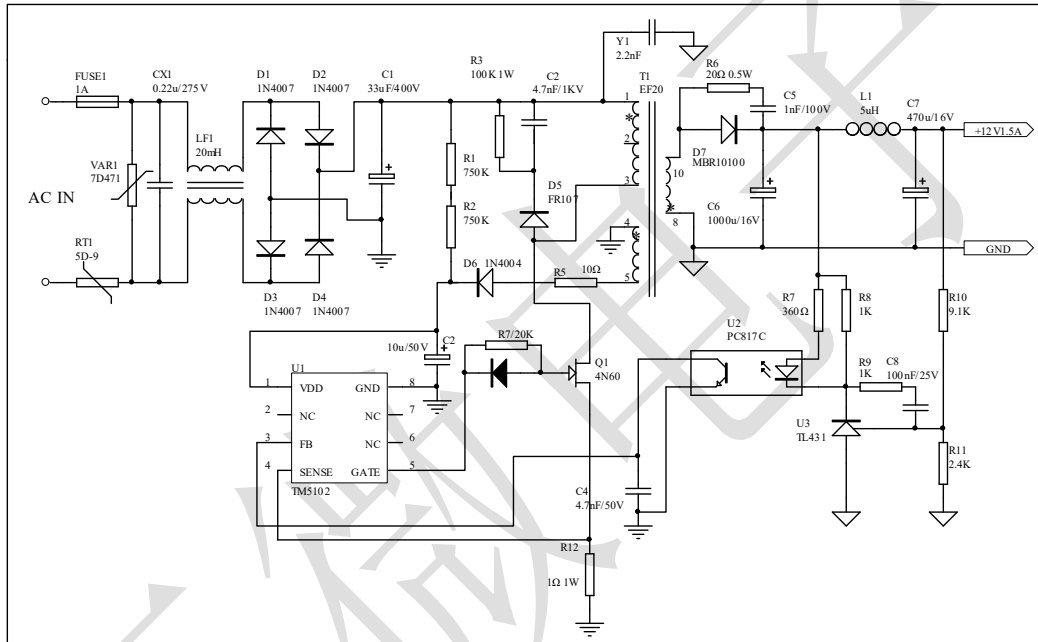 Y1
2.2nF
FUSE1
1A
CX1
0.22u/275V
D1
1N4007
D2
1N4007
C1
33uF/400V
R3
100K 1W
C2
4.7nF/1KV
T1
EF20
R6
20Ω 0.5W
C5
1nF/100V
L1
5uH
C7
470u/16V
+12V1.5A
LF1
20mH
VAR1
7D471
AC IN
RT1
5D-9
D3
1N4007
D4
1N4007
R1
750K
R2
750K
D5
FR107
1
*
2
3
4
*
5
10
*
8
D7
MBR10100
C6
1000u/16V
GND
D6 1N4004
R5 10Ω
R7
360Ω
R8
1K
R10
9.1K
U2
PC817C
R9
1K
C8
100nF/25V
U3
TL431
R11
2.4K
10u/50V
C2
R7/20K
Q1
4N60
U1
1 VDD GND 8
2 NC NC 7
3 FB NC 6
4 SENSE GATE 5
TM5102
C4
4.7nF/50V
R12
1Ω 1W